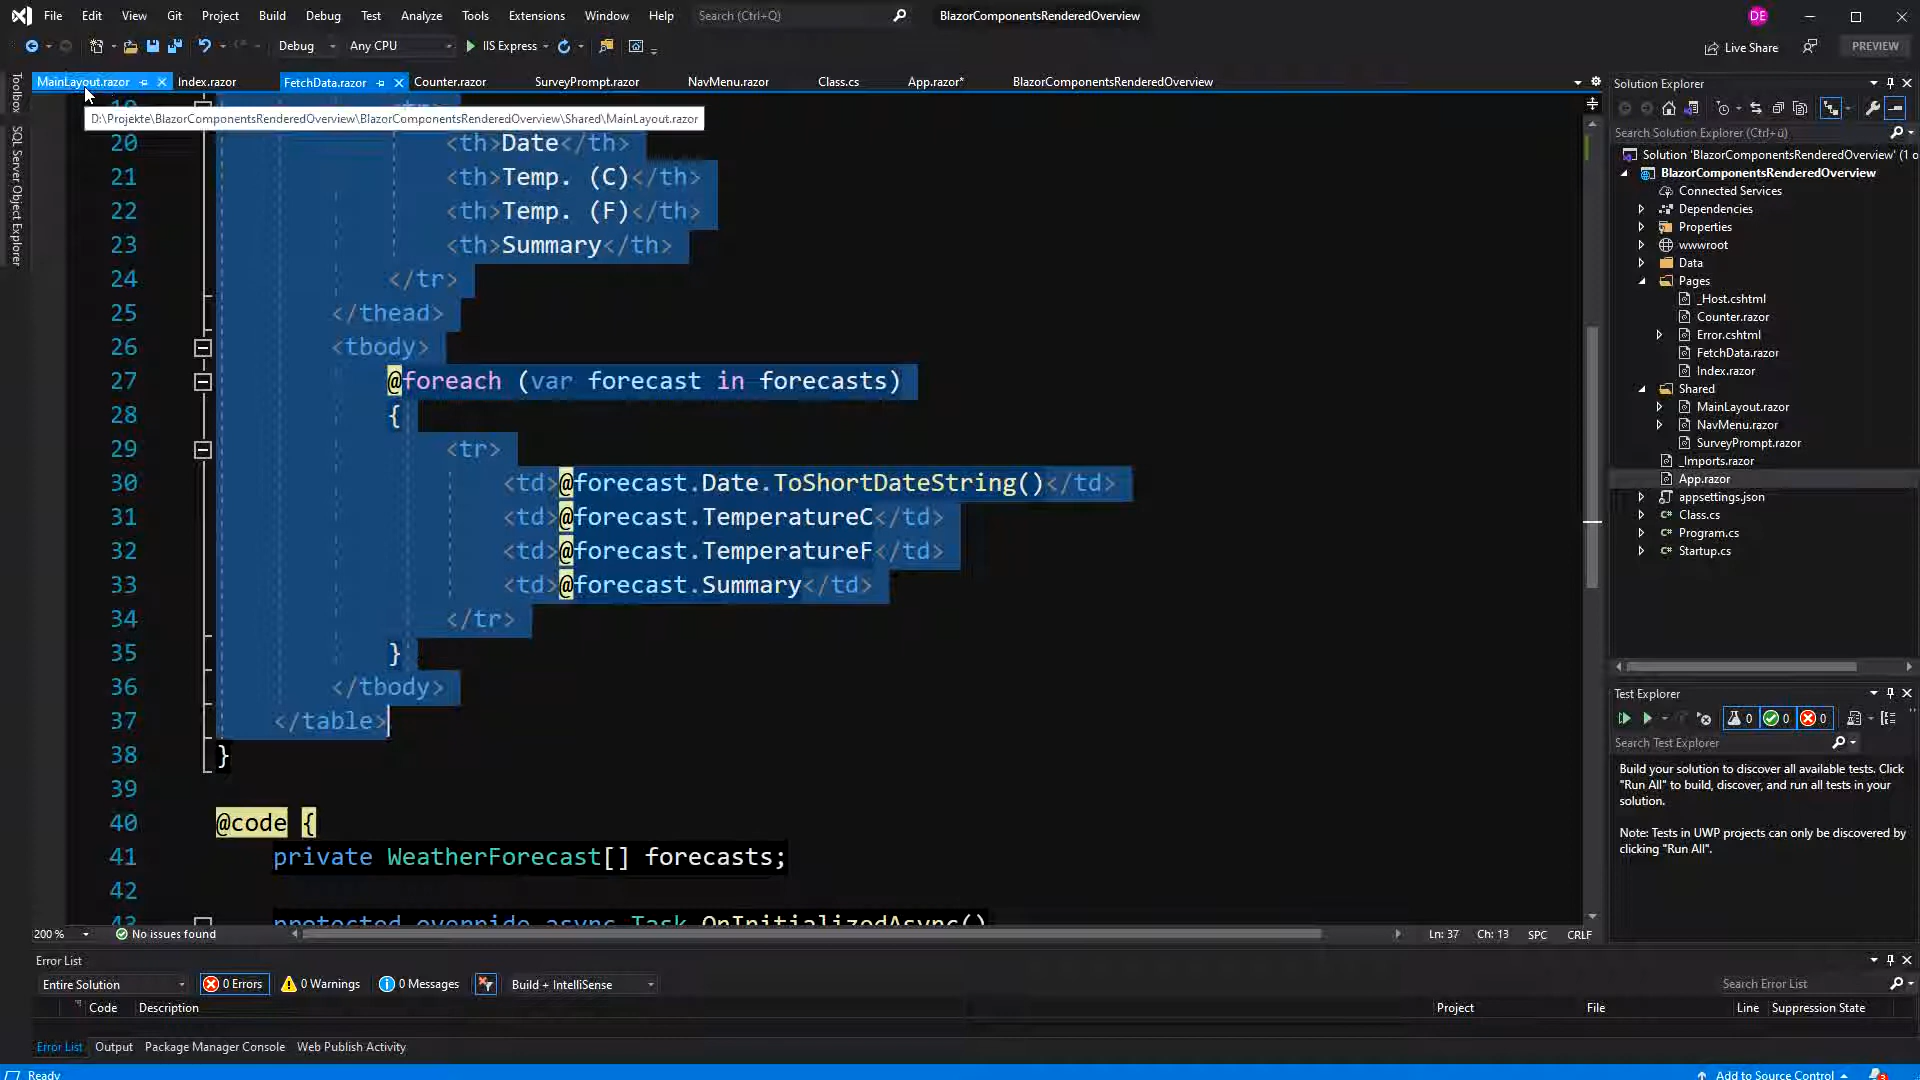 File Edit View Git Project Build Debug Test Analyze Tools Extensions Window Help Search (Ctrl+Q) BlazorComponentsRenderedOverview DE
Debug Any CPU IIS Express Live Share PREVIEW
MainLayout.razor Index.razor FetchData.razor Counter.razor SurveyPrompt.razor NavMenu.razor Class.cs App.razor* BlazorComponentsRenderedOverview
D:\Projekte\BlazorComponentsRenderedOverview\BlazorComponentsRenderedOverview\Shared\MainLayout.razor
Toolbox
SQL Server Object Explorer
20 <th>Date</th>
21 <th>Temp. (C)</th>
22 <th>Temp. (F)</th>
23 <th>Summary</th>
24 </tr>
25 </thead>
26 <tbody>
27 @foreach (var forecast in forecasts)
28 {
29 <tr>
30 <td>@forecast.Date.ToShortDateString()</td>
31 <td>@forecast.TemperatureC</td>
32 <td>@forecast.TemperatureF</td>
33 <td>@forecast.Summary</td>
34 </tr>
35 }
36 </tbody>
37 </table>
38 }
39
40 @code {
41 private WeatherForecast[] forecasts;
42
43 protected override async Task OnInitializedAsync()
200 % No issues found Ln: 37 Ch: 13 SPC CRLF
Solution Explorer
Search Solution Explorer (Ctrl+ü)
Solution 'BlazorComponentsRenderedOverview' (1 o
BlazorComponentsRenderedOverview
Connected Services
Dependencies
Properties
wwwroot
Data
Pages
_Host.cshtml
Counter.razor
Error.cshtml
FetchData.razor
Index.razor
Shared
MainLayout.razor
NavMenu.razor
SurveyPrompt.razor
_Imports.razor
App.razor
appsettings.json
Class.cs
Program.cs
Startup.cs
Test Explorer
0 0 0
Search Test Explorer
Build your solution to discover all available tests. Click
"Run All" to build, discover, and run all tests in your
solution.
Note: Tests in UWP projects can only be discovered by
clicking "Run All".
Error List
Entire Solution 0 Errors 0 Warnings 0 Messages Build + IntelliSense Search Error List
Code Description Project File Line Suppression State
Error List Output Package Manager Console Web Publish Activity
Ready Add to Source Control